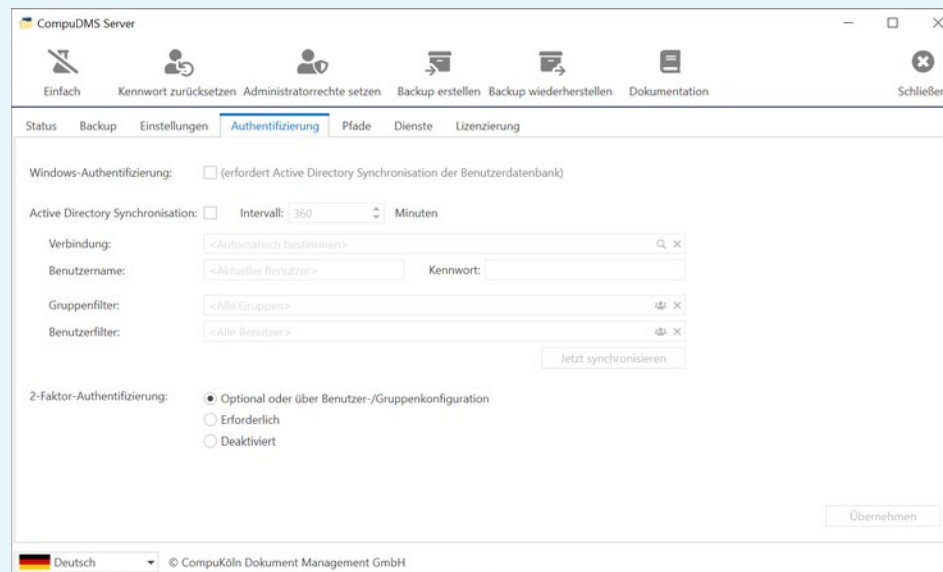 CompuDMS Server
Einfach Kennwort zurücksetzen Administratorrechte setzen Backup erstellen Backup wiederherstellen Dokumentation Schließen
Status Backup Einstellungen Authentifizierung Pfade Dienste Lizenzierung
Windows-Authentifizierung: (erfordert Active Directory Synchronisation der Benutzerdatenbank)
Active Directory Synchronisation: Intervall: 360 Minuten
Verbindung: <Automatisch bestimmen>
Benutzername: <Aktueller Benutzer> Kennwort:
Gruppenfilter: <Alle Gruppen>
Benutzerfilter: <Alle Benutzer>
Jetzt synchronisieren
2-Faktor-Authentifizierung: Optional oder über Benutzer-/Gruppenkonfiguration
Erforderlich
Deaktiviert
Übernehmen
Deutsch © CompuKöln Dokument Management GmbH